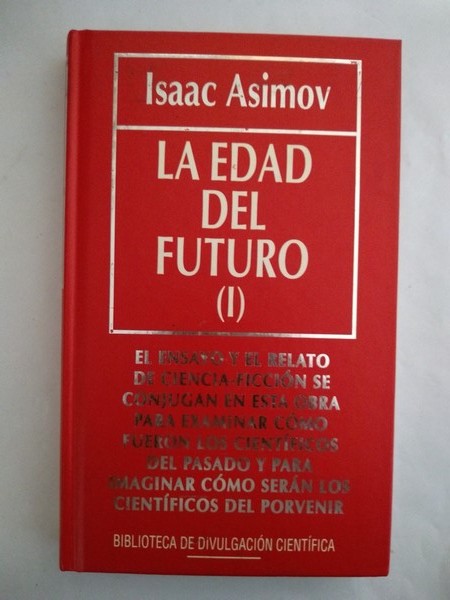 Isaac Asimov
LA EDAD
DEL
FUTURO
(I)
EL ENSAYO Y EL RELATO
DE CIENCIA-FICCIÓN SE
CONJUGAN EN ESTA OBRA
PARA EXAMINAR CÓMO
FUERON LOS CIENTÍFICOS
DEL PASADO Y PARA
IMAGINAR CÓMO SERÁN LOS
CIENTÍFICOS DEL PORVENIR
BIBLIOTECA DE DIVULGACIÓN CIENTÍFICA